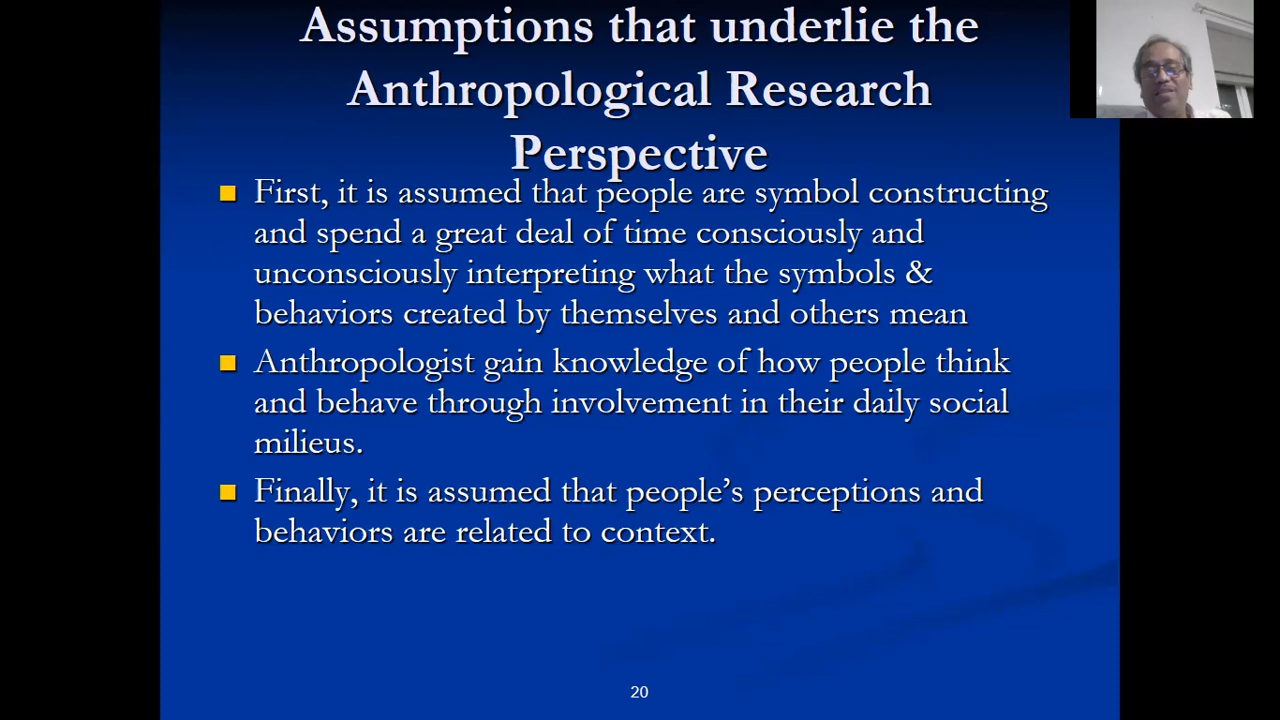 Assumptions that underlie the
Anthropological Research
Perspective
First, it is assumed that people are symbol constructing
and spend a great deal of time consciously and
unconsciously interpreting what the symbols &
behaviors created by themselves and others mean
Anthropologist gain knowledge of how people think
and behave through involvement in their daily social
milieus.
Finally, it is assumed that people’s perceptions and
behaviors are related to context.
20